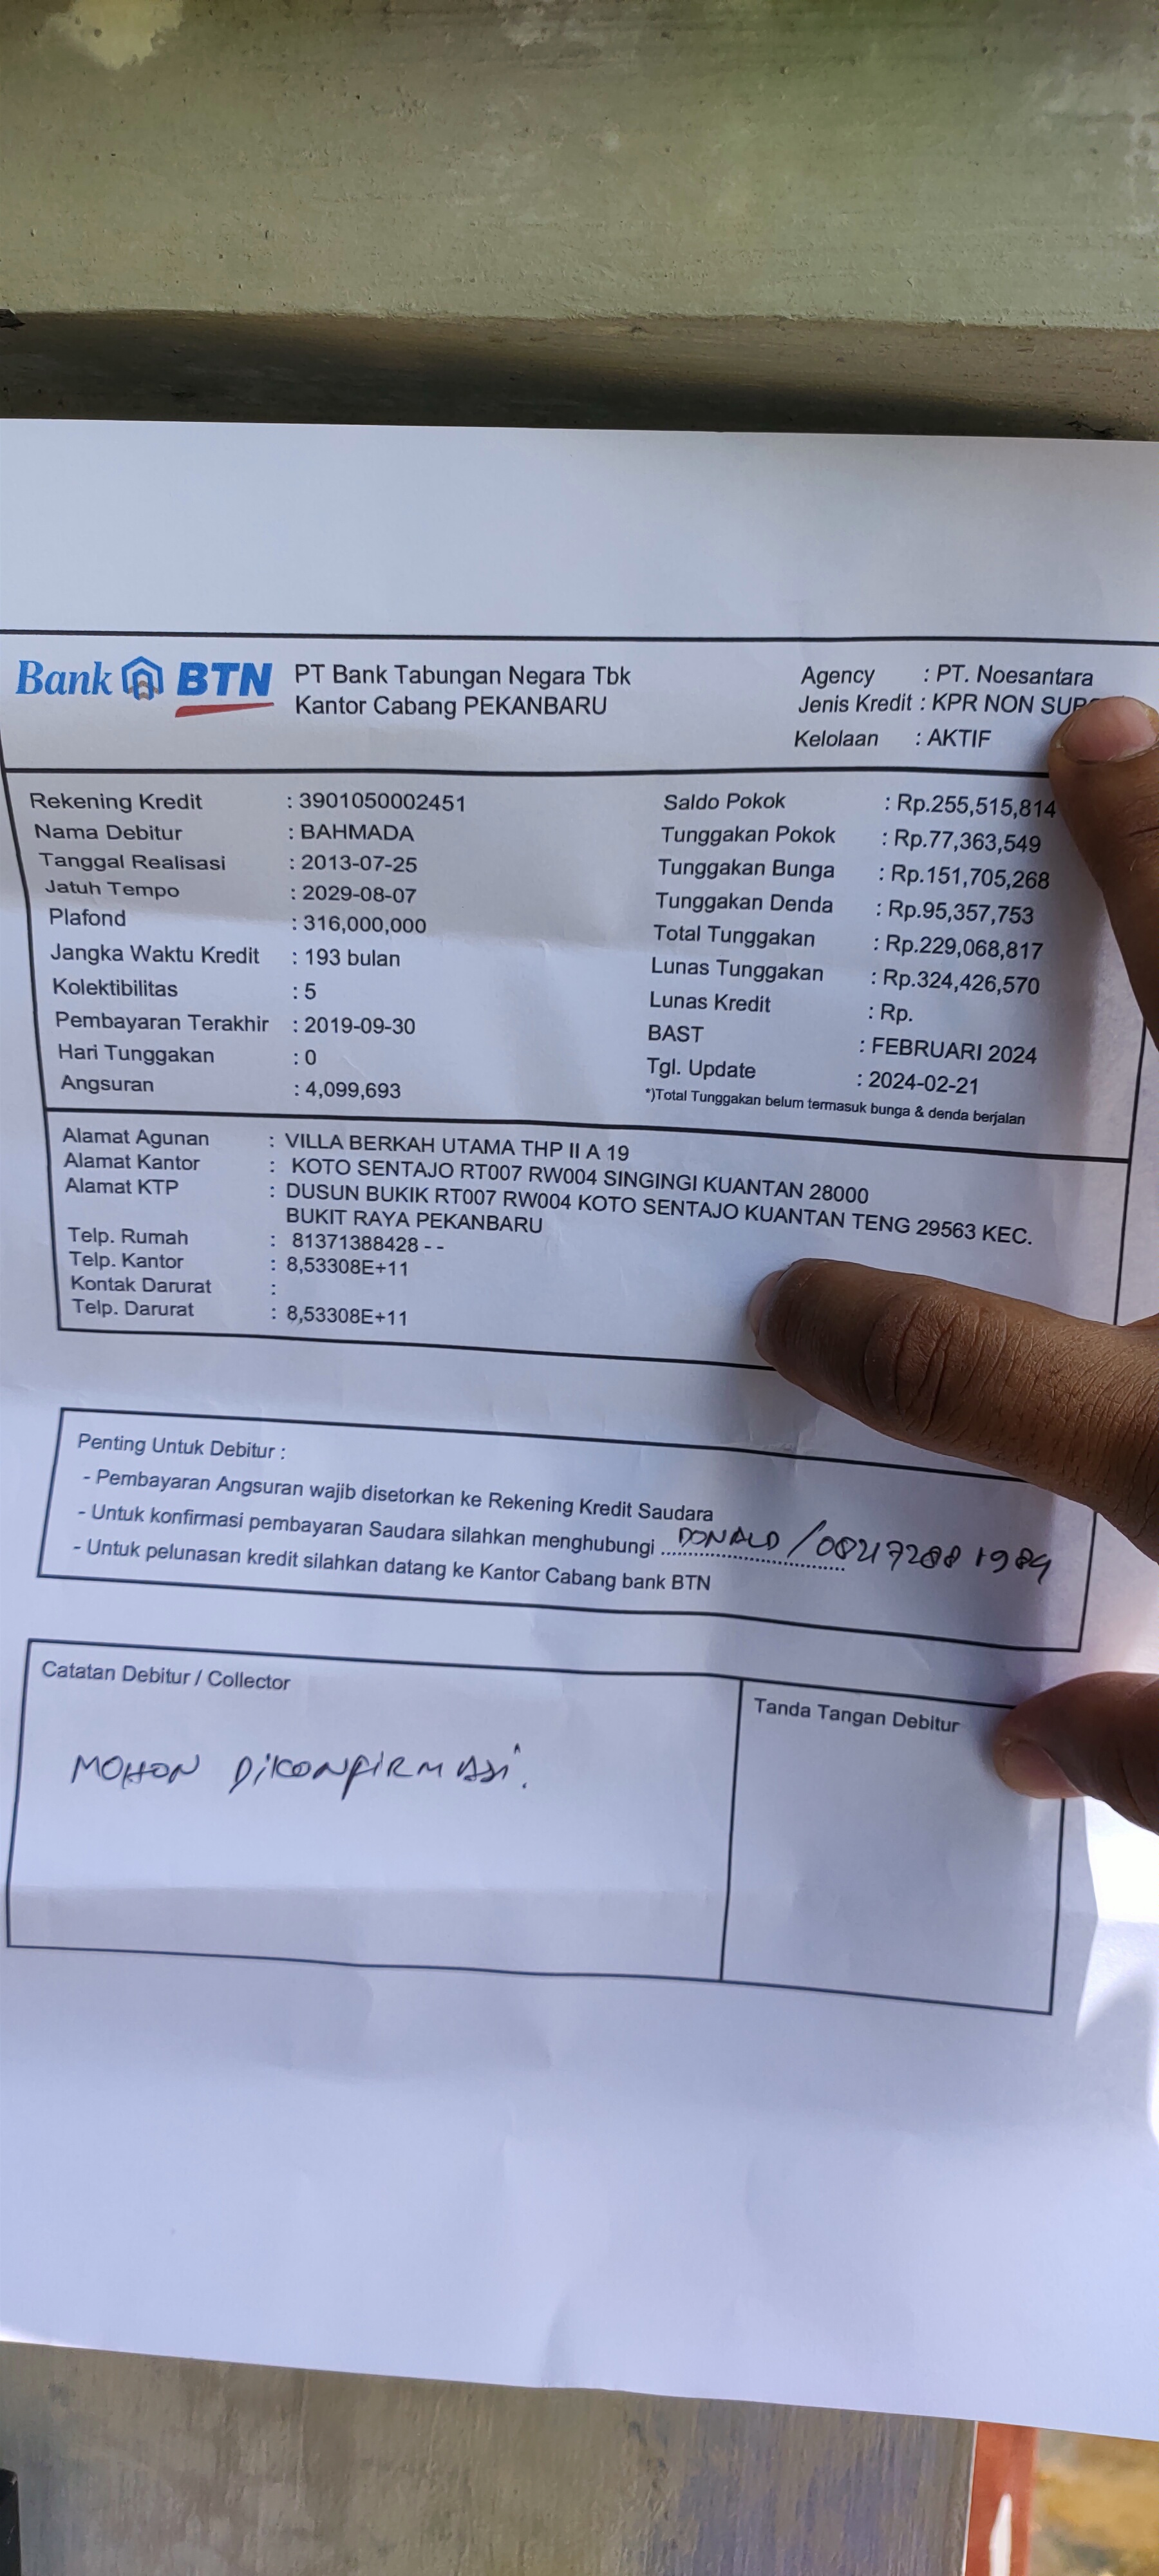 Bank BTN PT Bank Tabungan Negara Tbk
Kantor Cabang PEKANBARU
Agency : PT. Noesantara
Jenis Kredit : KPR NON
Kelolaan : AKTIF
Rekening Kredit : 3901050002451
Nama Debitur : BAHMADA
Tanggal Realisasi : 2013-07-25
Jatuh Tempo : 2029-08-07
Plafond : 316,000,000
Jangka Waktu Kredit : 193 bulan
Kolektibilitas : 5
Pembayaran Terakhir : 2019-09-30
Hari Tunggakan : 0
Angsuran : 4,099,693
Saldo Pokok : Rp.255,515,814
Tunggakan Pokok : Rp.77,363,549
Tunggakan Bunga : Rp.151,705,268
Tunggakan Denda : Rp.95,357,753
Total Tunggakan : Rp.229,068,817
Lunas Tunggakan : Rp.324,426,570
Lunas Kredit : Rp.
BAST : FEBRUARI 2024
Tgl. Update : 2024-02-21
*)Total Tunggakan belum termasuk bunga & denda berjalan
Alamat Agunan : VILLA BERKAH UTAMA THP II A 19
Alamat Kantor : KOTO SENTAJO RT007 RW004 SINGINGI KUANTAN 28000
Alamat KTP : DUSUN BUKIK RT007 RW004 KOTO SENTAJO KUANTAN TENG 29563 KEC.
BUKIT RAYA PEKANBARU
Telp. Rumah : 81371388428 - -
Telp. Kantor : 8,53308E+11
Kontak Darurat :
Telp. Darurat : 8,53308E+11
Penting Untuk Debitur :
- Pembayaran Angsuran wajib disetorkan ke Rekening Kredit Saudara
- Untuk konfirmasi pembayaran Saudara silahkan menghubungi DONALD / 082172881984
- Untuk pelunasan kredit silahkan datang ke Kantor Cabang bank BTN
Catatan Debitur / Collector
MOHON DIKONFIRMASI.
Tanda Tangan Debitur